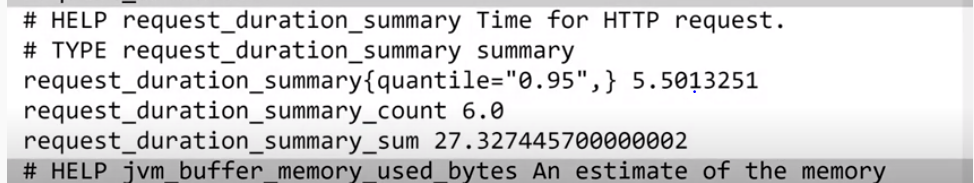 # HELP request_duration_summary Time for HTTP request.
# TYPE request_duration_summary summary
request_duration_summary{quantile="0.95",} 5.5013251
request_duration_summary_count 6.0
request_duration_summary_sum 27.327445700000002
# HELP jvm_buffer_memory_used_bytes An estimate of the memory